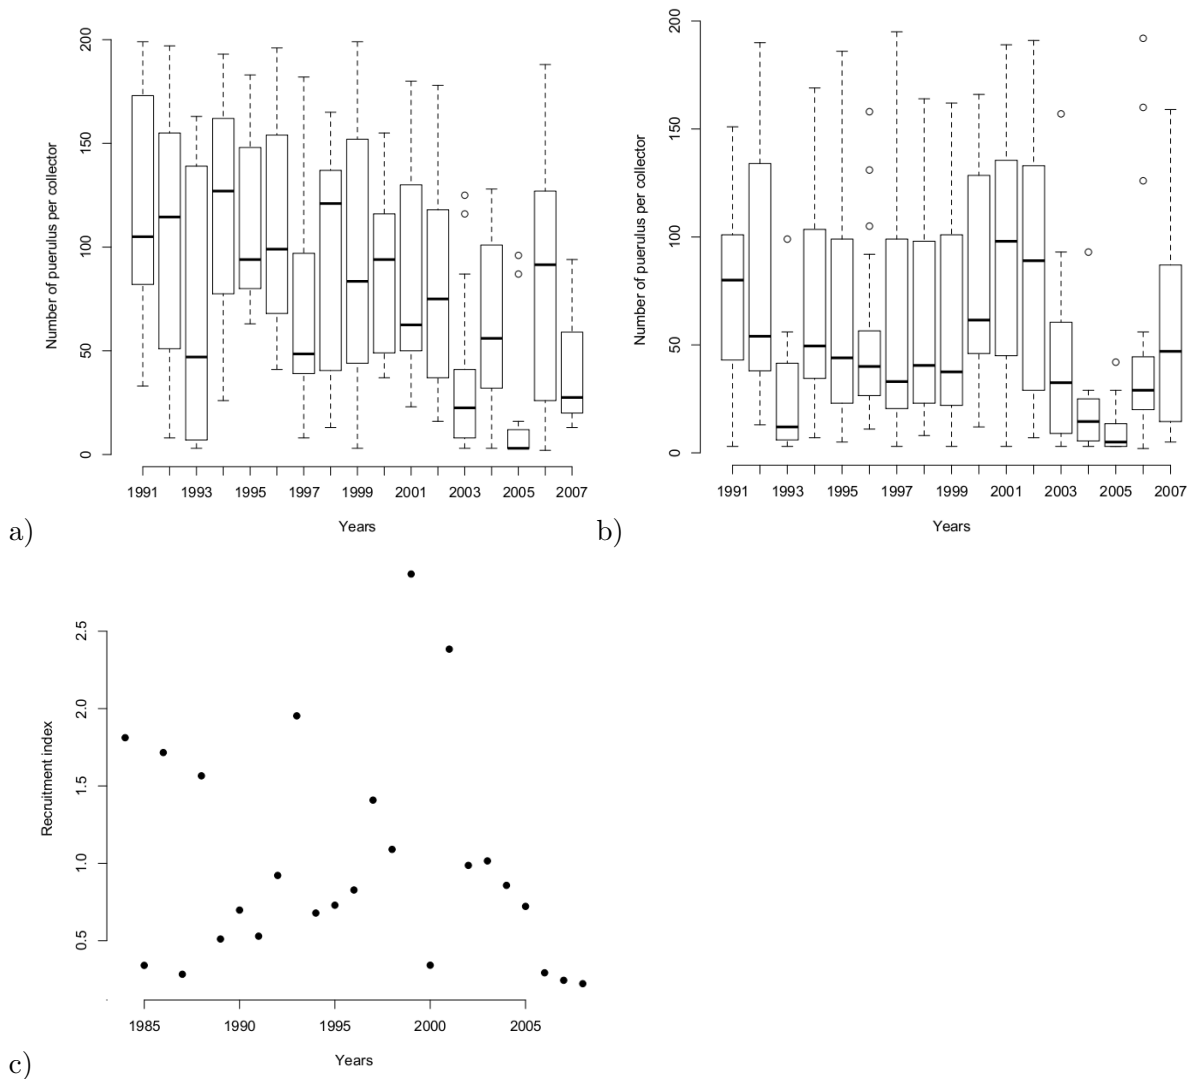 Number of puerulus per collector
200
150
100
50
0
1991 1993 1995 1997 1999 2001 2003 2005 2007
Years
a)
Number of puerulus per collector
200
150
100
50
0
1991 1993 1995 1997 1999 2001 2003 2005 2007
Years
b)
Recruitment index
2.5
2.0
1.5
1.0
0.5
1985 1990 1995 2000 2005
Years
c)